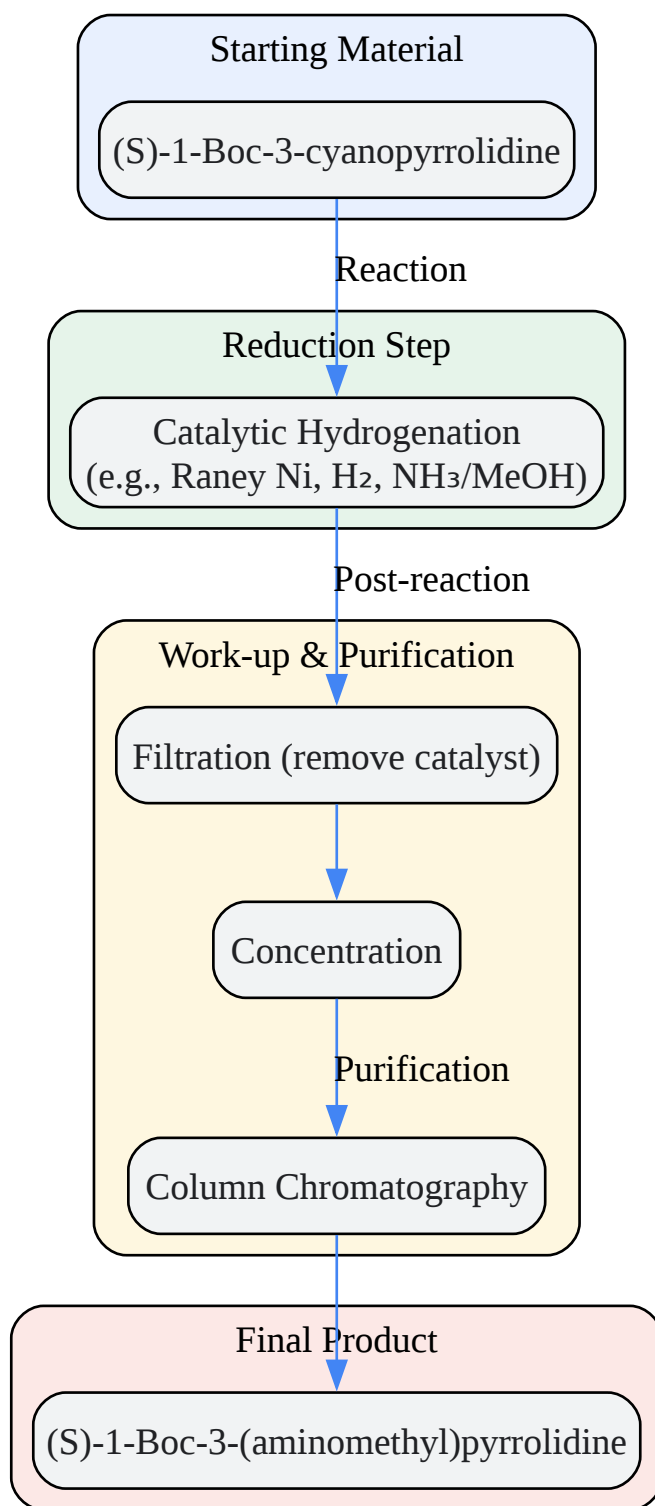 Starting Material
(S)-1-Boc-3-cyanopyrrolidine
Reaction
Reduction Step
Catalytic Hydrogenation
(e.g., Raney Ni, H₂, NH₃/MeOH)
Post-reaction
Work-up & Purification
Filtration (remove catalyst)
Concentration
Purification
Column Chromatography
Final Product
(S)-1-Boc-3-(aminomethyl)pyrrolidine